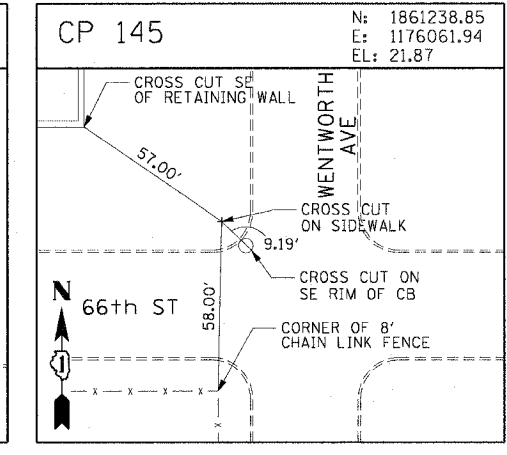 CP 145
N: 1861238.85
E: 1176061.94
EL: 21.87
CROSS CUT SE
OF RETAINING WALL
WENTWORTH
AVE
57.00'
CROSS CUT
ON SIDEWALK
9.19'
CROSS CUT ON
SE RIM OF CB
N
66th ST
58.00'
CORNER OF 8'
CHAIN LINK FENCE
1
x x x
x